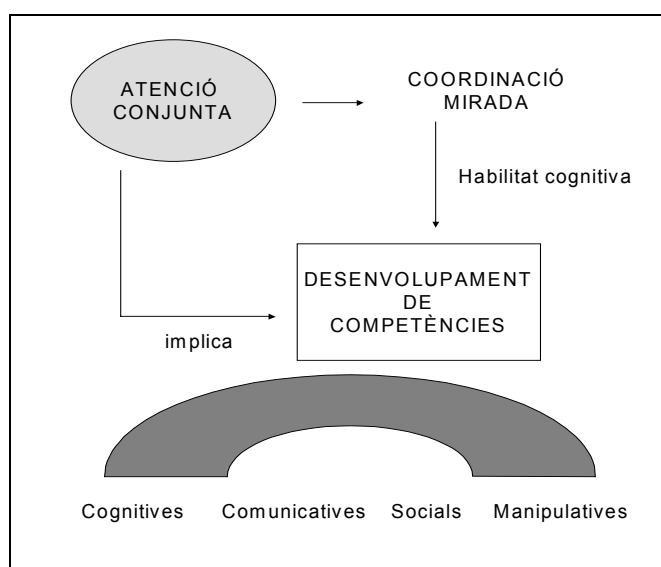 ATENCIÓ
CONJUNTA
COORDINACIÓ
MIRADA
Habilitat cognitiva
DESENVOLUPAMENT
DE
COMPETÈNCIES
implica
Cognitives Comunicatives Socials Manipulatives